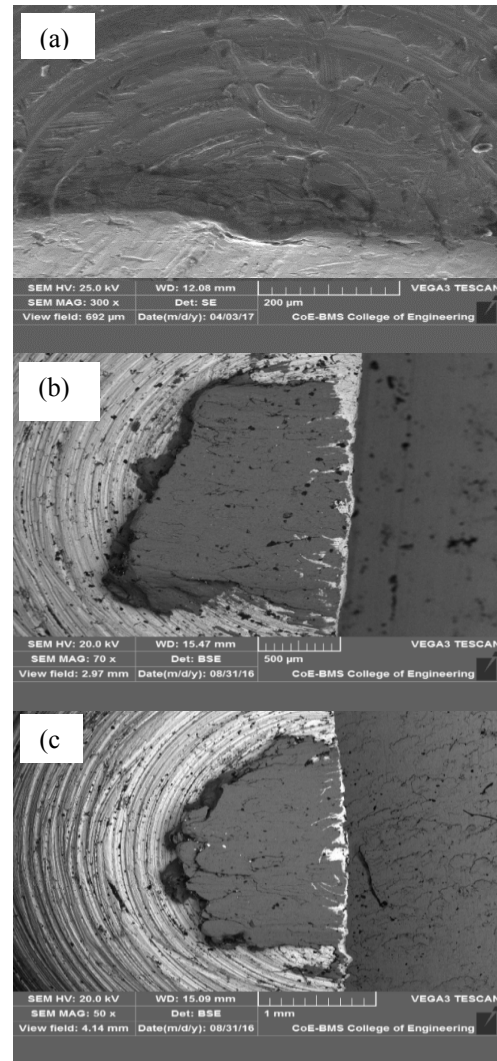 (a)
SEM HV: 25.0 kV WD: 12.08 mm VEGA3 TESCAN
SEM MAG: 300 x Det: SE 200 µm
View field: 692 µm Date(m/d/y): 04/03/17 CoE-BMS College of Engineering
(b)
SEM HV: 20.0 kV WD: 15.47 mm VEGA3 TESCAN
SEM MAG: 70 x Det: BSE 500 µm
View field: 2.97 mm Date(m/d/y): 08/31/16 CoE-BMS College of Engineering
(c
SEM HV: 20.0 kV WD: 15.09 mm VEGA3 TESCAN
SEM MAG: 50 x Det: BSE 1 mm
View field: 4.14 mm Date(m/d/y): 08/31/16 CoE-BMS College of Engineering